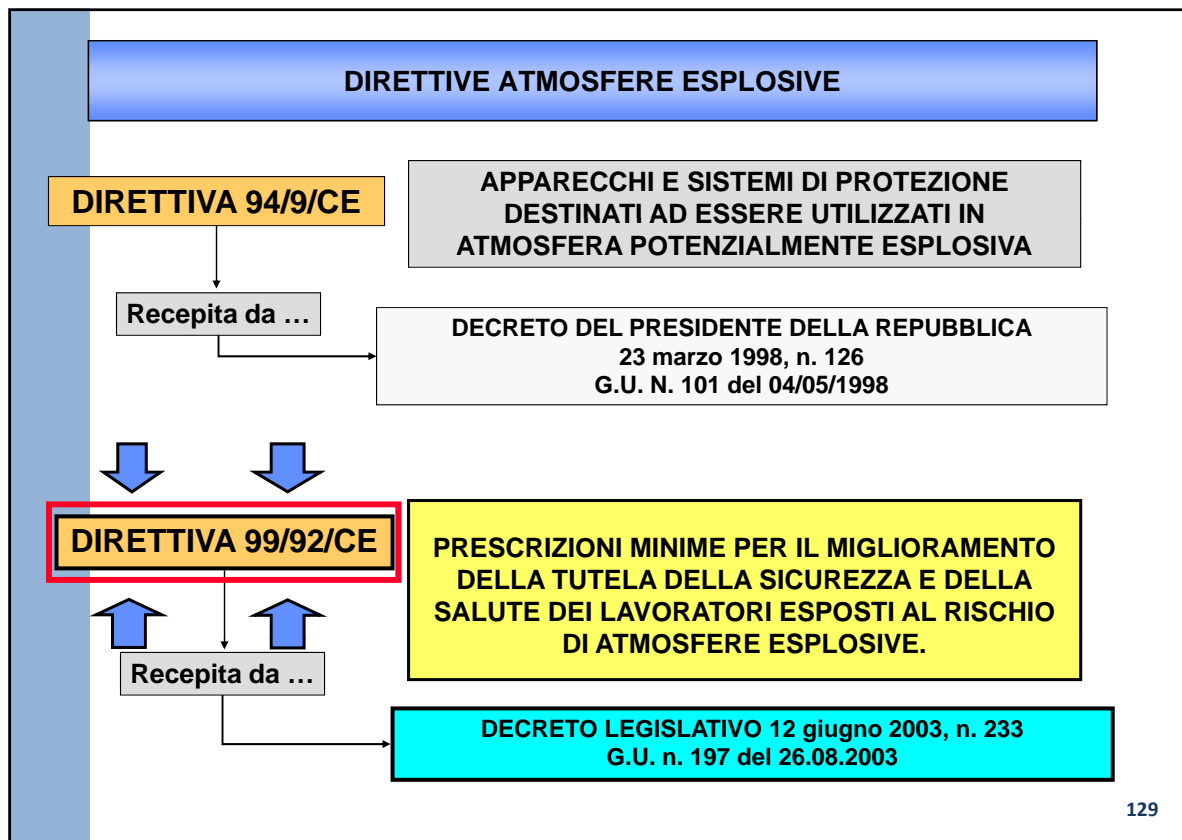 DIRETTIVE ATMOSFERE ESPLOSIVE
DIRETTIVA 94/9/CE
APPARECCHI E SISTEMI DI PROTEZIONE
DESTINATI AD ESSERE UTILIZZATI IN
ATMOSFERA POTENZIALMENTE ESPLOSIVA
Recepita da …
DECRETO DEL PRESIDENTE DELLA REPUBBLICA
23 marzo 1998, n. 126
G.U. N. 101 del 04/05/1998
DIRETTIVA 99/92/CE
PRESCRIZIONI MINIME PER IL MIGLIORAMENTO
DELLA TUTELA DELLA SICUREZZA E DELLA
SALUTE DEI LAVORATORI ESPOSTI AL RISCHIO
DI ATMOSFERE ESPLOSIVE.
Recepita da …
DECRETO LEGISLATIVO 12 giugno 2003, n. 233
G.U. n. 197 del 26.08.2003
129